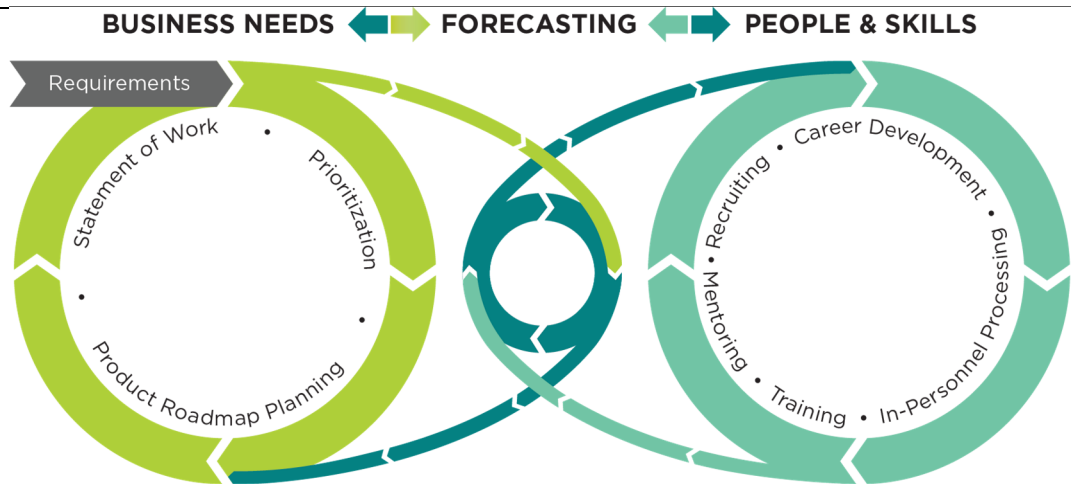 BUSINESS NEEDS FORECASTING PEOPLE & SKILLS
Requirements
Statement of Work
•
Prioritization
•
Product Roadmap Planning
•
Recruiting • Career Development • In-Personnel Processing • Training • Mentoring •